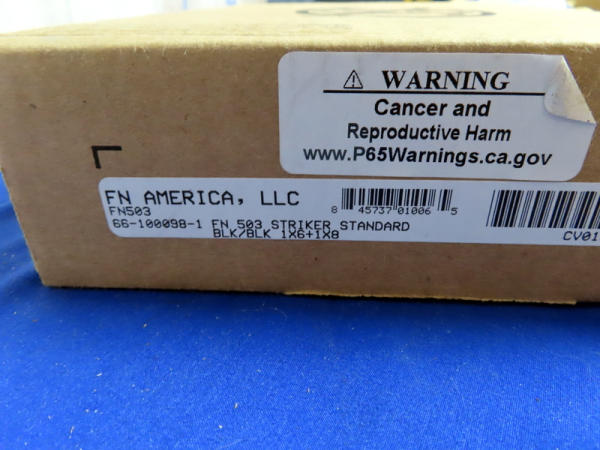 WARNING
Cancer and
Reproductive Harm
www.P65Warnings.ca.gov
FN AMERICA, LLC
FN503
8 45737 01006 5
66-100098-1 FN 503 STRIKER STANDARD
BLK/BLK 1X6+1X8
CV01